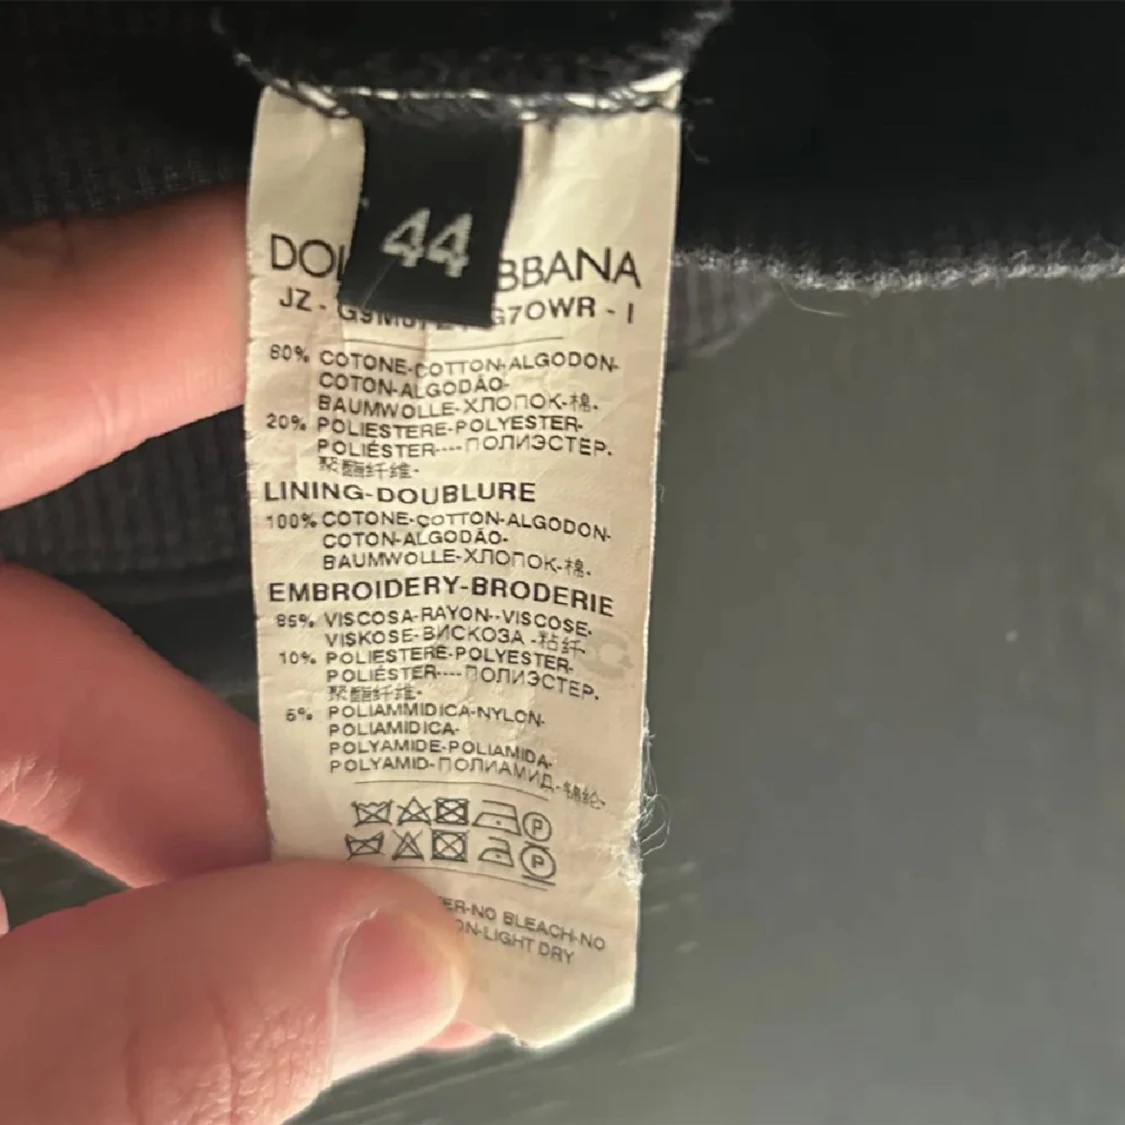 44
JZ - G70WR - I
80% COTONE-COTTON-ALGODON-
COTON-ALGODÃO-
BAUMWOLLE-ХЛОПОК-棉-
20% POLIESTERE-POLYESTER-
POLIÉSTER----ПОЛИЭСТЕР.
聚酯纤维-
LINING-DOUBLURE
100% COTONE-COTTON-ALGODON-
COTON-ALGODÃO-
BAUMWOLLE-ХЛОПОК-棉-
EMBROIDERY-BRODERIE
85% VISCOSA-RAYON--VISCOSE-
VISKOSE-ВИСКОЗА -粘纤-
10% POLIESTERE-POLYESTER-
POLIÉSTER----ПОЛИЭСТЕР.
聚酯纤维-
5% POLIAMMIDICA-NYLON-
POLIAMIDICA-
POLYAMIDE-POLIAMIDA-
POLYAMID-ПОЛИАМИД-锦纶-
P
P
NO BLEACH-NO
LIGHT DRY